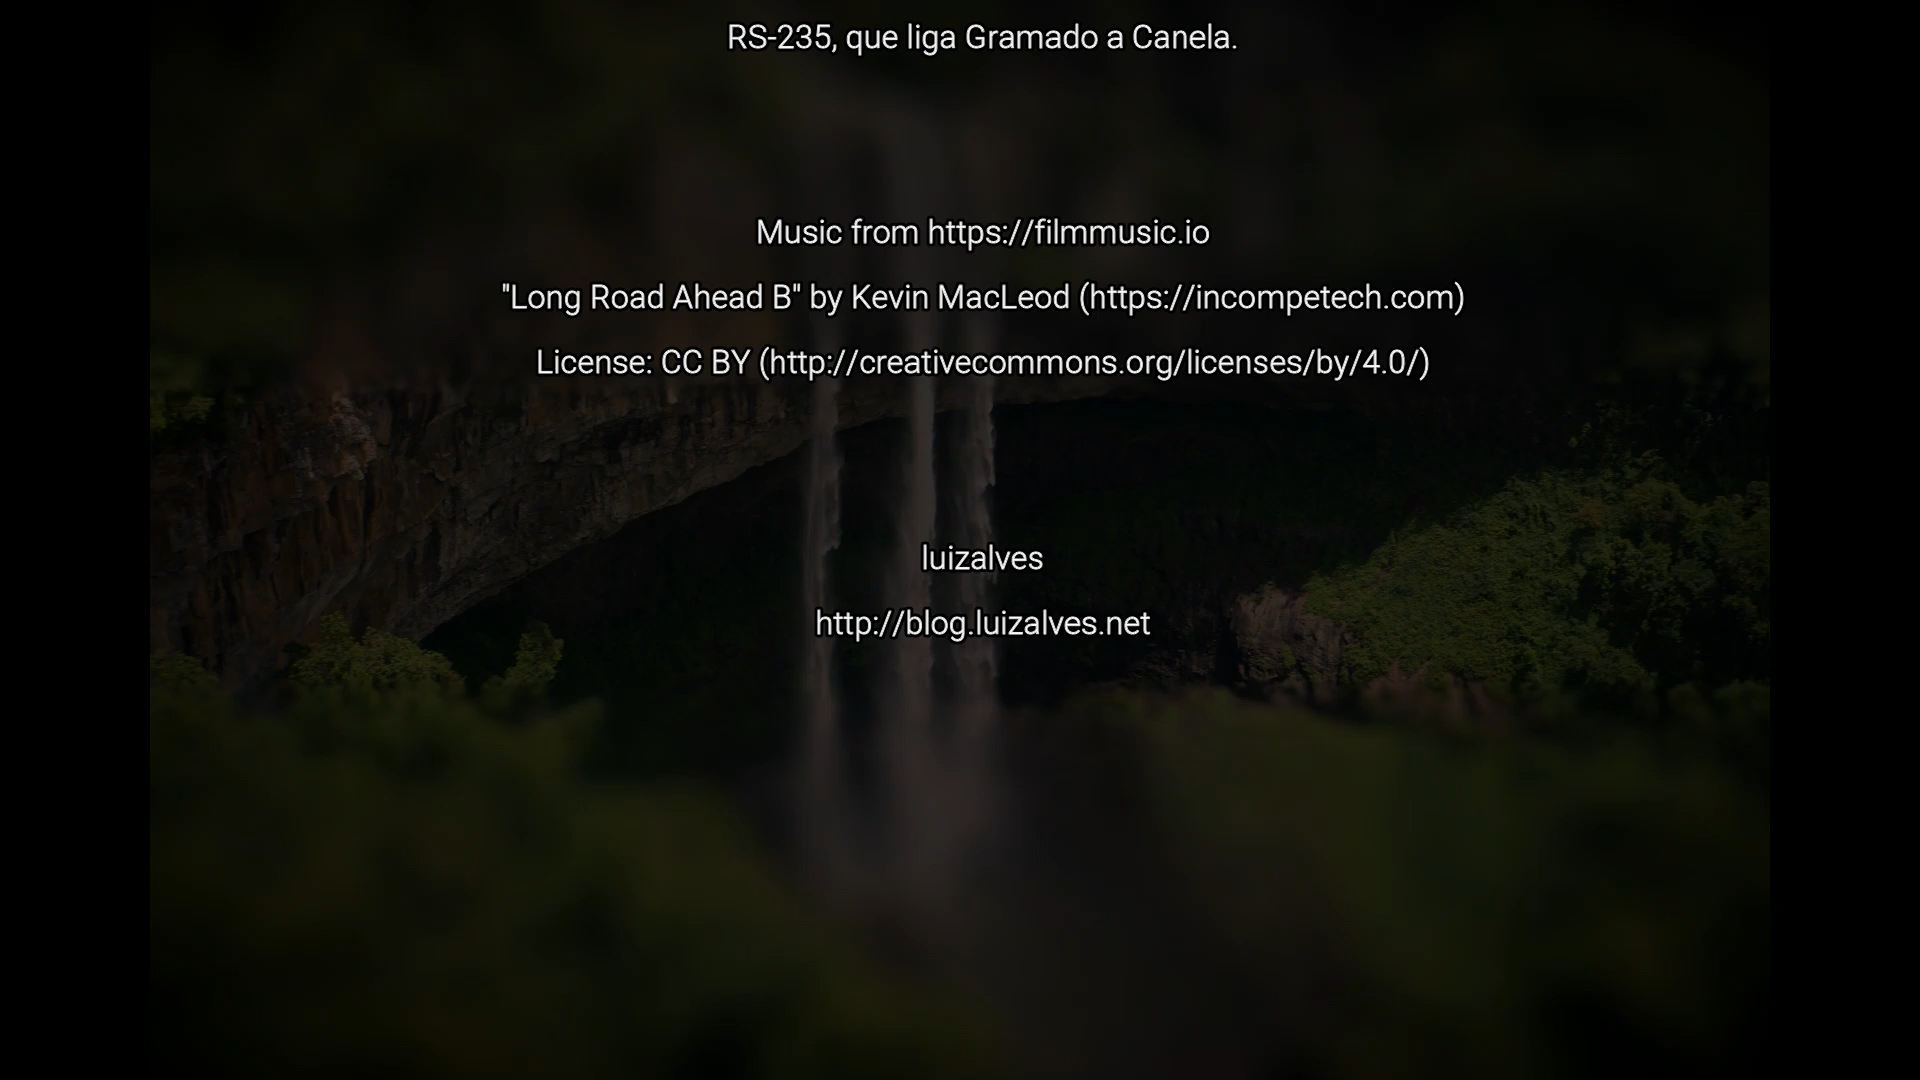 RS-235, que liga Gramado a Canela.
Music from https://filmmusic.io
"Long Road Ahead B" by Kevin MacLeod (https://incompetech.com)
License: CC BY (http://creativecommons.org/licenses/by/4.0/)
luizalves
http://blog.luizalves.net